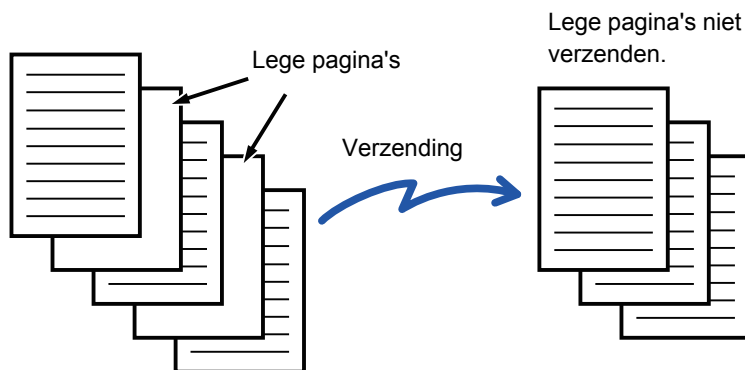 Lege pagina's niet
verzenden.
Lege pagina's
Verzending